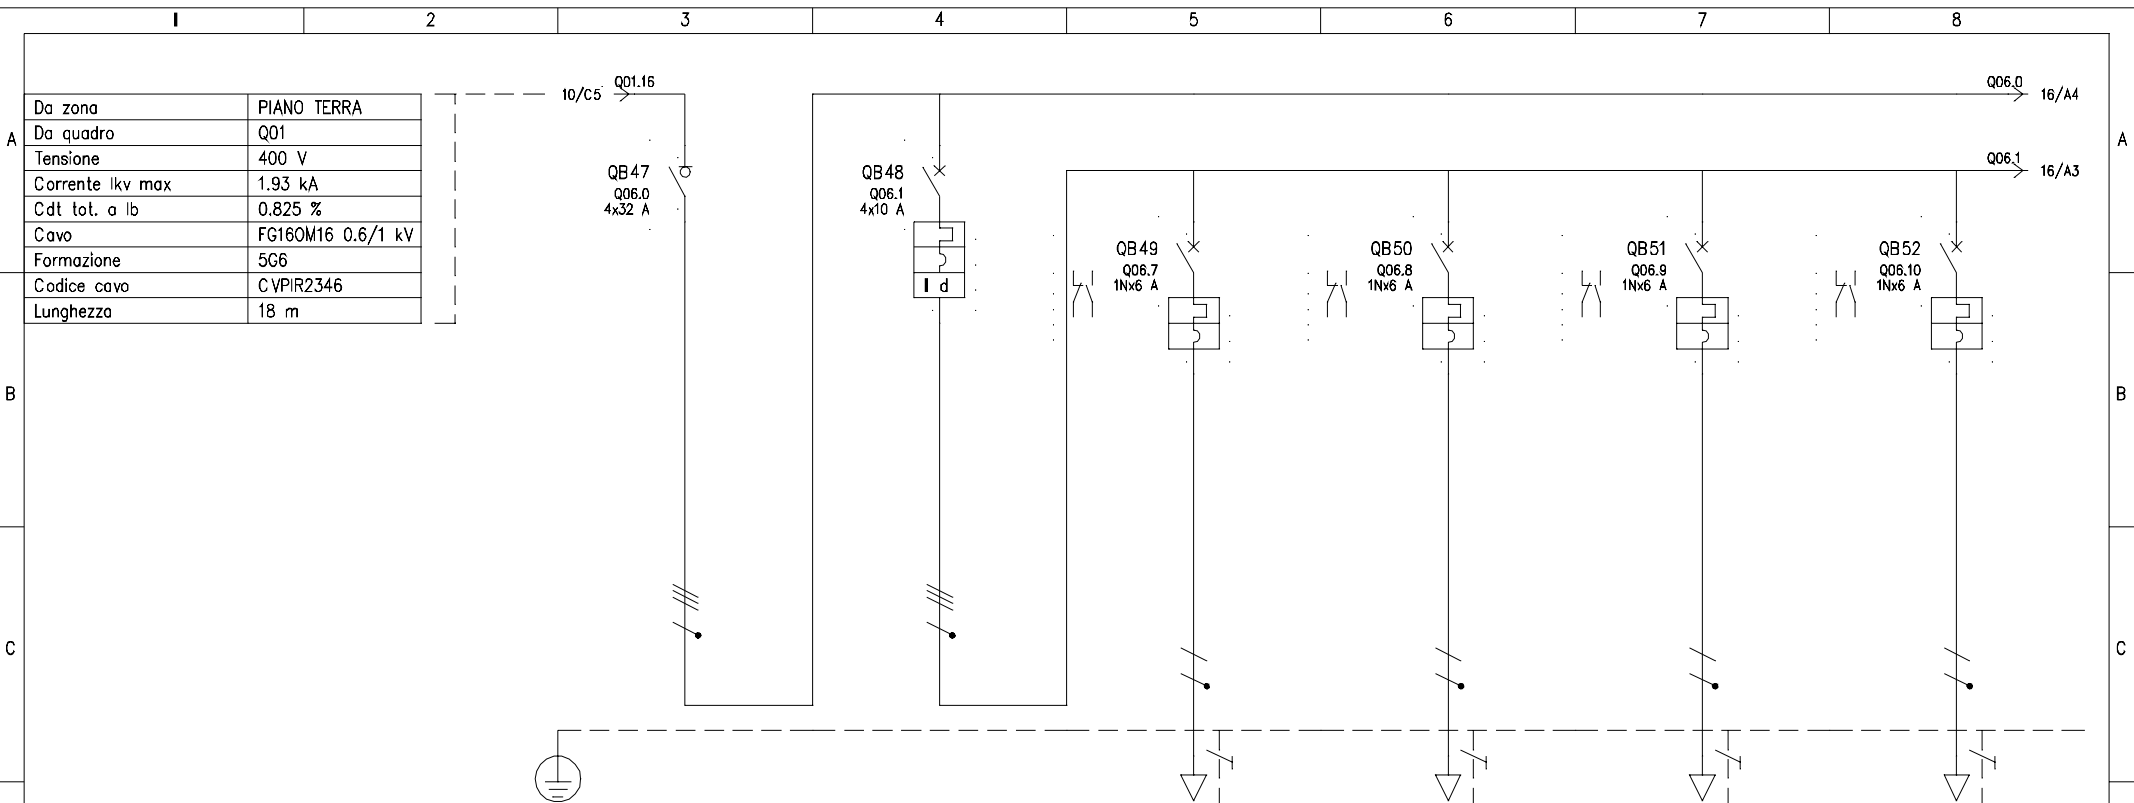 1 2 3 4 5 6 7 8
Q01.16
10/C5
Q06.0
16/A4
Da zona PIANO TERRA
Da quadro Q01
Tensione 400 V
Corrente Ikv max 1.93 kA
Cdt tot. a Ib 0.825 %
Cavo FG16OM16 0.6/1 kV
Formazione 5G6
Codice cavo CVPIR2346
Lunghezza 18 m
A A
Q06.1
16/A3
QB47
Q06.0
4x32 A
QB48
Q06.1
4x10 A
I d
QB49
Q06.7
1Nx6 A
QB50
Q06.8
1Nx6 A
QB51
Q06.9
1Nx6 A
QB52
Q06.10
1Nx6 A
B B
C C